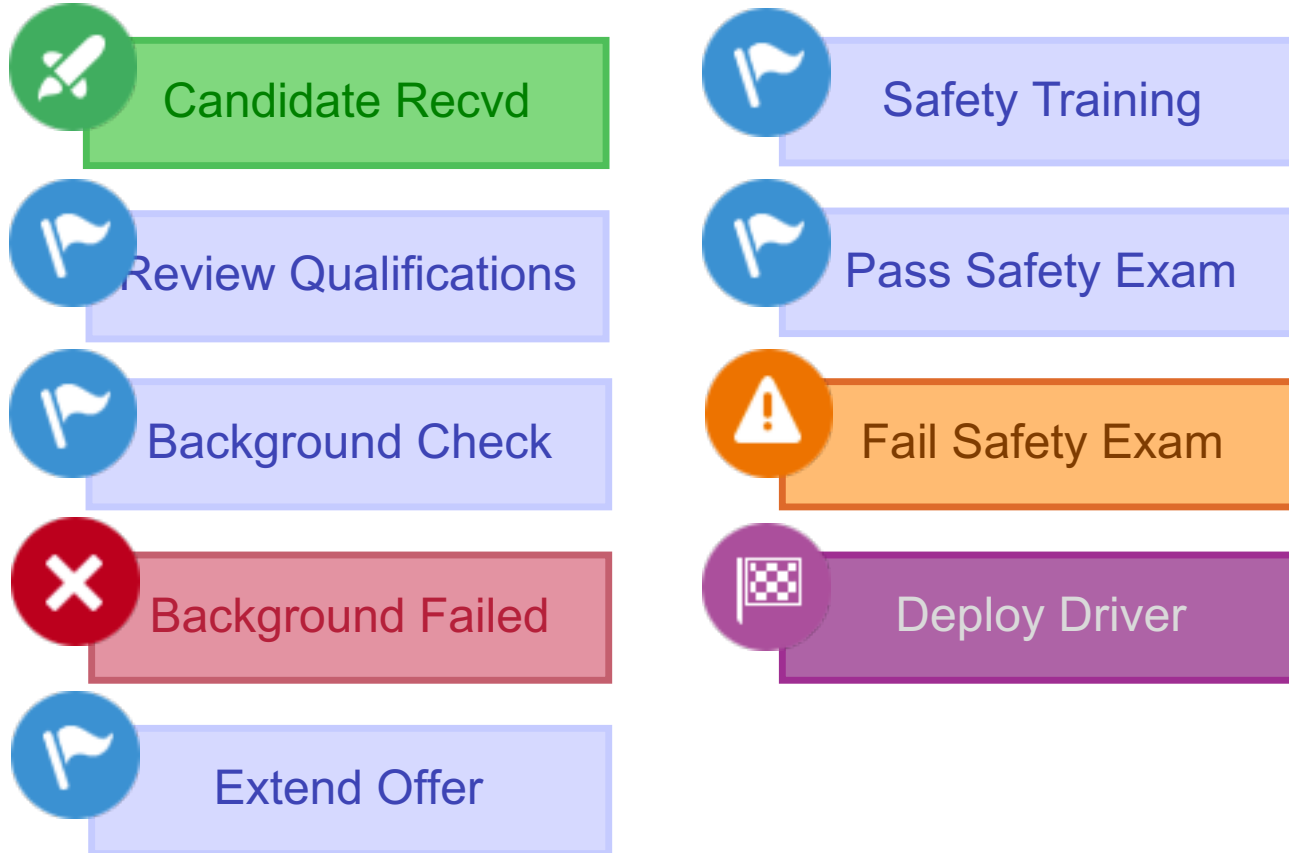 Candidate Recvd
Review Qualifications
Background Check
Background Failed
Extend Offer
Safety Training
Pass Safety Exam
Fail Safety Exam
Deploy Driver